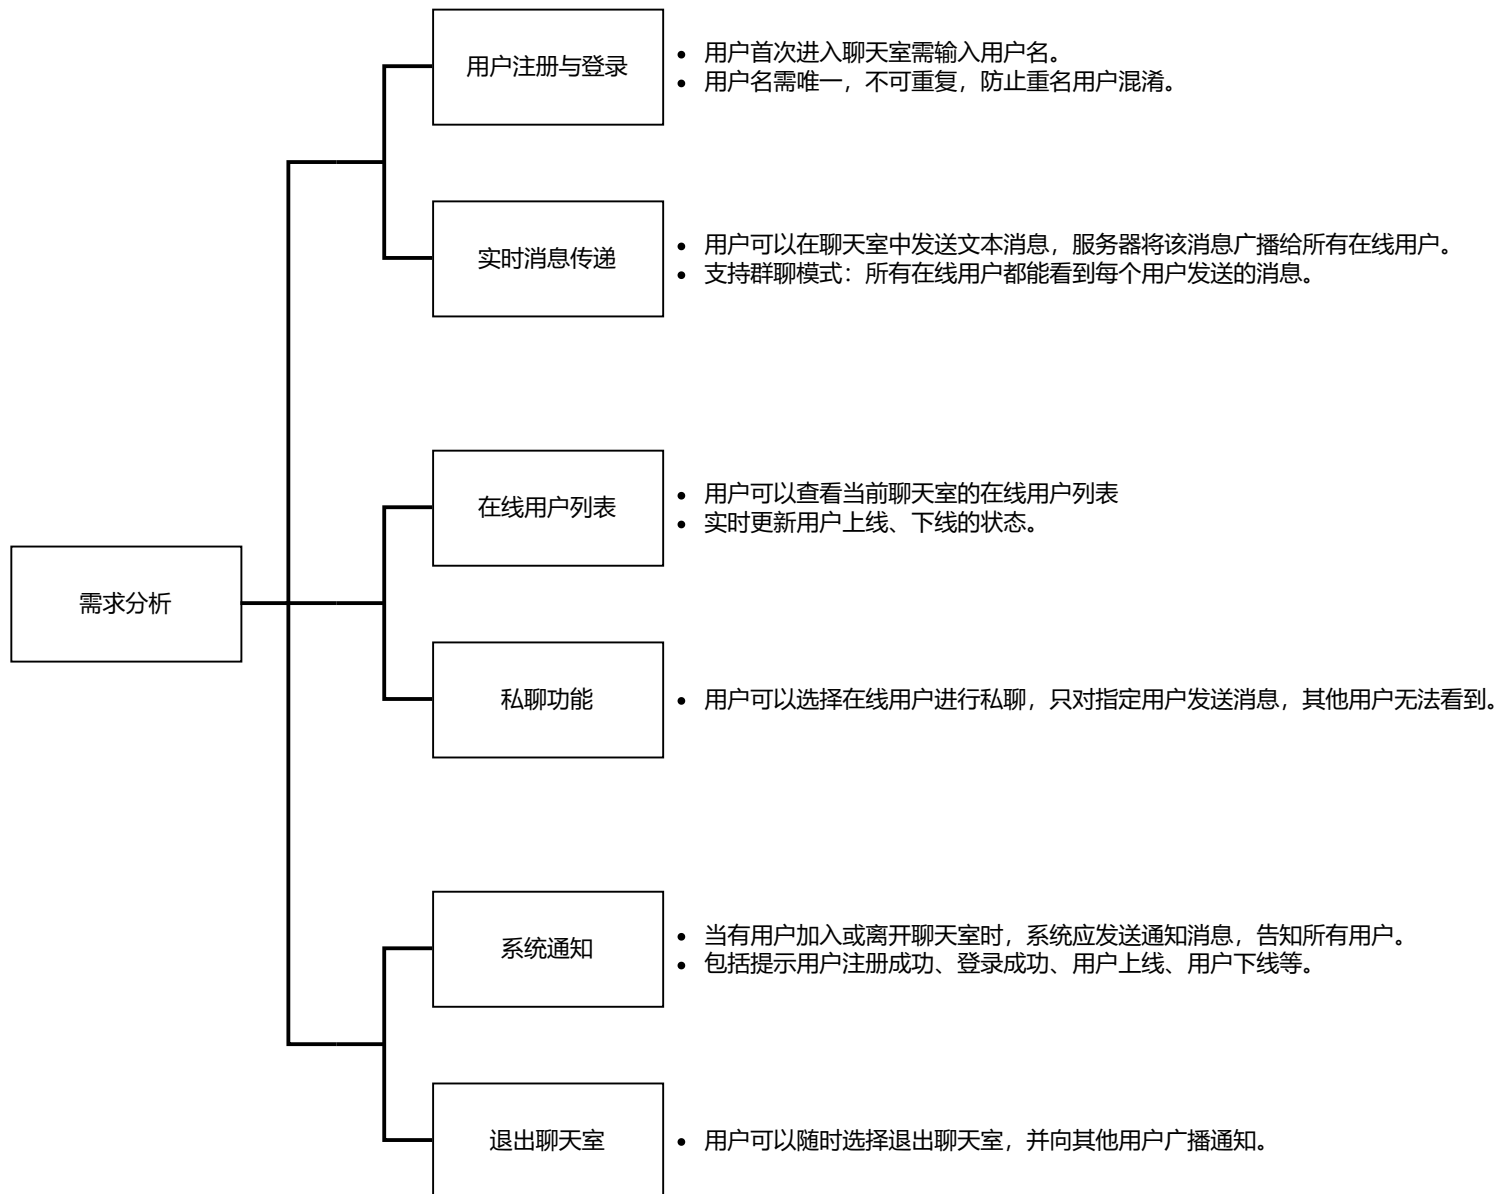 用户注册与登录
• 用户首次进入聊天室需输入用户名。
• 用户名需唯一，不可重复，防止重名用户混淆。
实时消息传递
• 用户可以在聊天室中发送文本消息，服务器将该消息广播给所有在线用户。
• 支持群聊模式：所有在线用户都能看到每个用户发送的消息。
在线用户列表
• 用户可以查看当前聊天室的在线用户列表
• 实时更新用户上线、下线的状态。
需求分析
私聊功能
• 用户可以选择在线用户进行私聊，只对指定用户发送消息，其他用户无法看到。
系统通知
• 当有用户加入或离开聊天室时，系统应发送通知消息，告知所有用户。
• 包括提示用户注册成功、登录成功、用户上线、用户下线等。
退出聊天室
• 用户可以随时选择退出聊天室，并向其他用户广播通知。